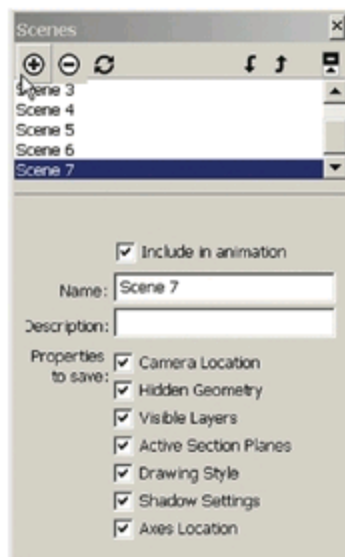 Scenes
Scene 3
Scene 4
Scene 5
Scene 6
Scene 7
Include in animation
Name: Scene 7
Description:
Properties to save:
Camera Location
Hidden Geometry
Visible Layers
Active Section Planes
Drawing Style
Shadow Settings
Axes Location